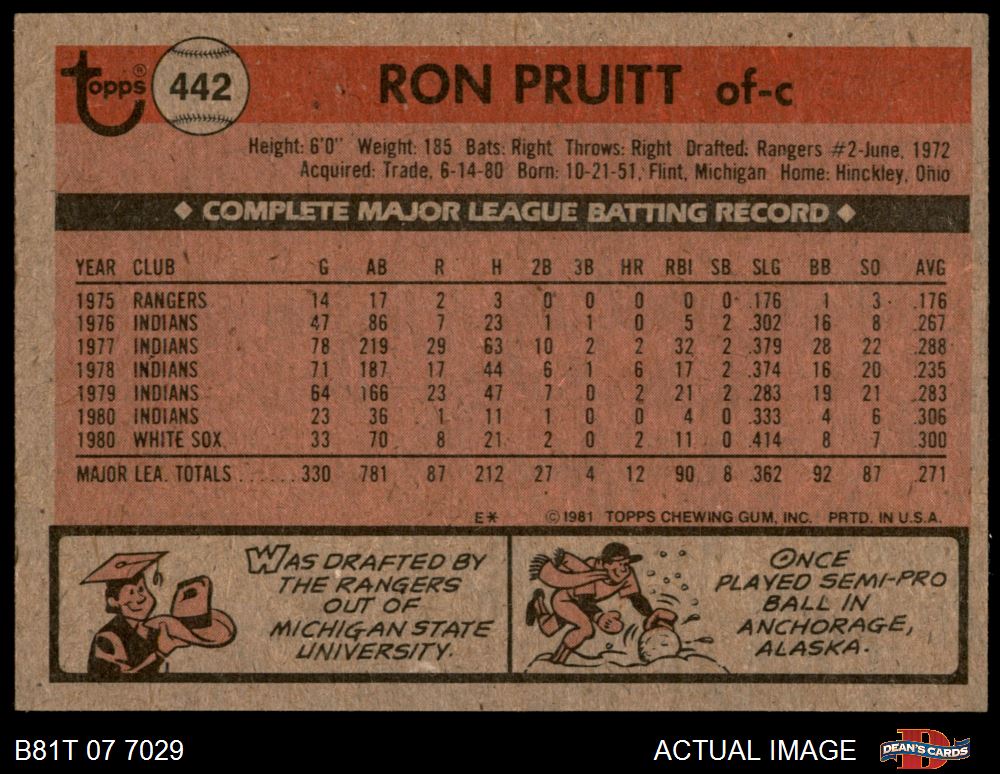 topps® 442 RON PRUITT of-c
Height: 6'0" Weight: 185 Bats: Right Throws: Right Drafted: Rangers #2-June, 1972
Acquired: Trade, 6-14-80 Born: 10-21-51, Flint, Michigan Home: Hinckley, Ohio
◆ COMPLETE MAJOR LEAGUE BATTING RECORD ◆
YEAR CLUB G AB R H 2B 3B HR RBI SB SLG BB SO AVG
1975 RANGERS 14 17 2 3 0 0 0 0 0 .176 1 3 .176
1976 INDIANS 47 86 7 23 1 1 0 5 2 .302 16 8 .267
1977 INDIANS 78 219 29 63 10 2 2 32 2 .379 28 22 .288
1978 INDIANS 71 187 17 44 6 1 6 17 2 .374 16 20 .235
1979 INDIANS 64 166 23 47 7 0 2 21 2 .283 19 21 .283
1980 INDIANS 23 36 1 11 1 0 0 4 0 .333 4 6 .306
1980 WHITE SOX 33 70 8 21 2 0 2 11 0 .414 8 7 .300
MAJOR LEA. TOTALS ......... 330 781 87 212 27 4 12 90 8 .362 92 87 .271
E* ©1981 TOPPS CHEWING GUM, INC. PRTD. IN U.S.A.
WAS DRAFTED BY
THE RANGERS
OUT OF
MICHIGAN STATE
UNIVERSITY.
ONCE
PLAYED SEMI-PRO
BALL IN
ANCHORAGE,
ALASKA.
B81T 07 7029 ACTUAL IMAGE DEAN'S CARDS